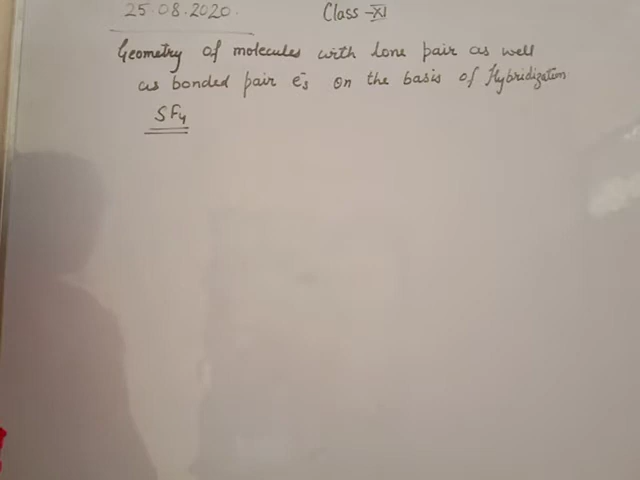 25.08.2020. Class -XI
Geometry of molecules with lone pair as well
as bonded pair e⁻s on the basis of Hybridization
SF₄